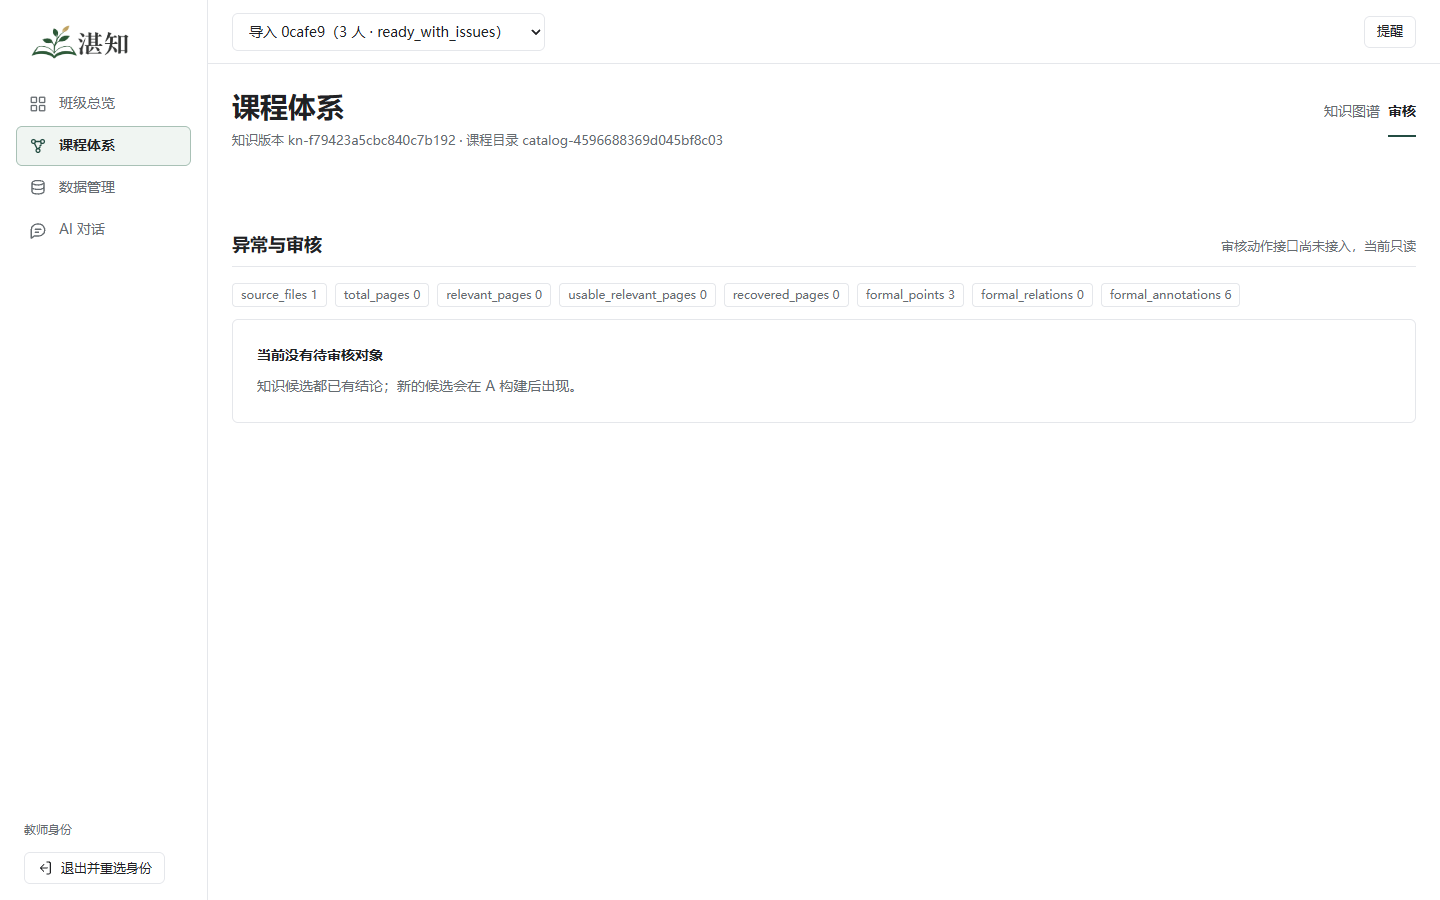 湛知
导入 0cafe9（3 人 · ready_with_issues）
提醒
班级总览
课程体系
数据管理
AI 对话
课程体系
知识图谱 审核
知识版本 kn-f79423a5cbc840c7b192 · 课程目录 catalog-4596688369d045bf8c03
异常与审核
审核动作接口尚未接入，当前只读
source_files 1 total_pages 0 relevant_pages 0 usable_relevant_pages 0 recovered_pages 0 formal_points 3 formal_relations 0 formal_annotations 6
当前没有待审核对象
知识候选都已有结论；新的候选会在 A 构建后出现。
教师身份
退出并重选身份